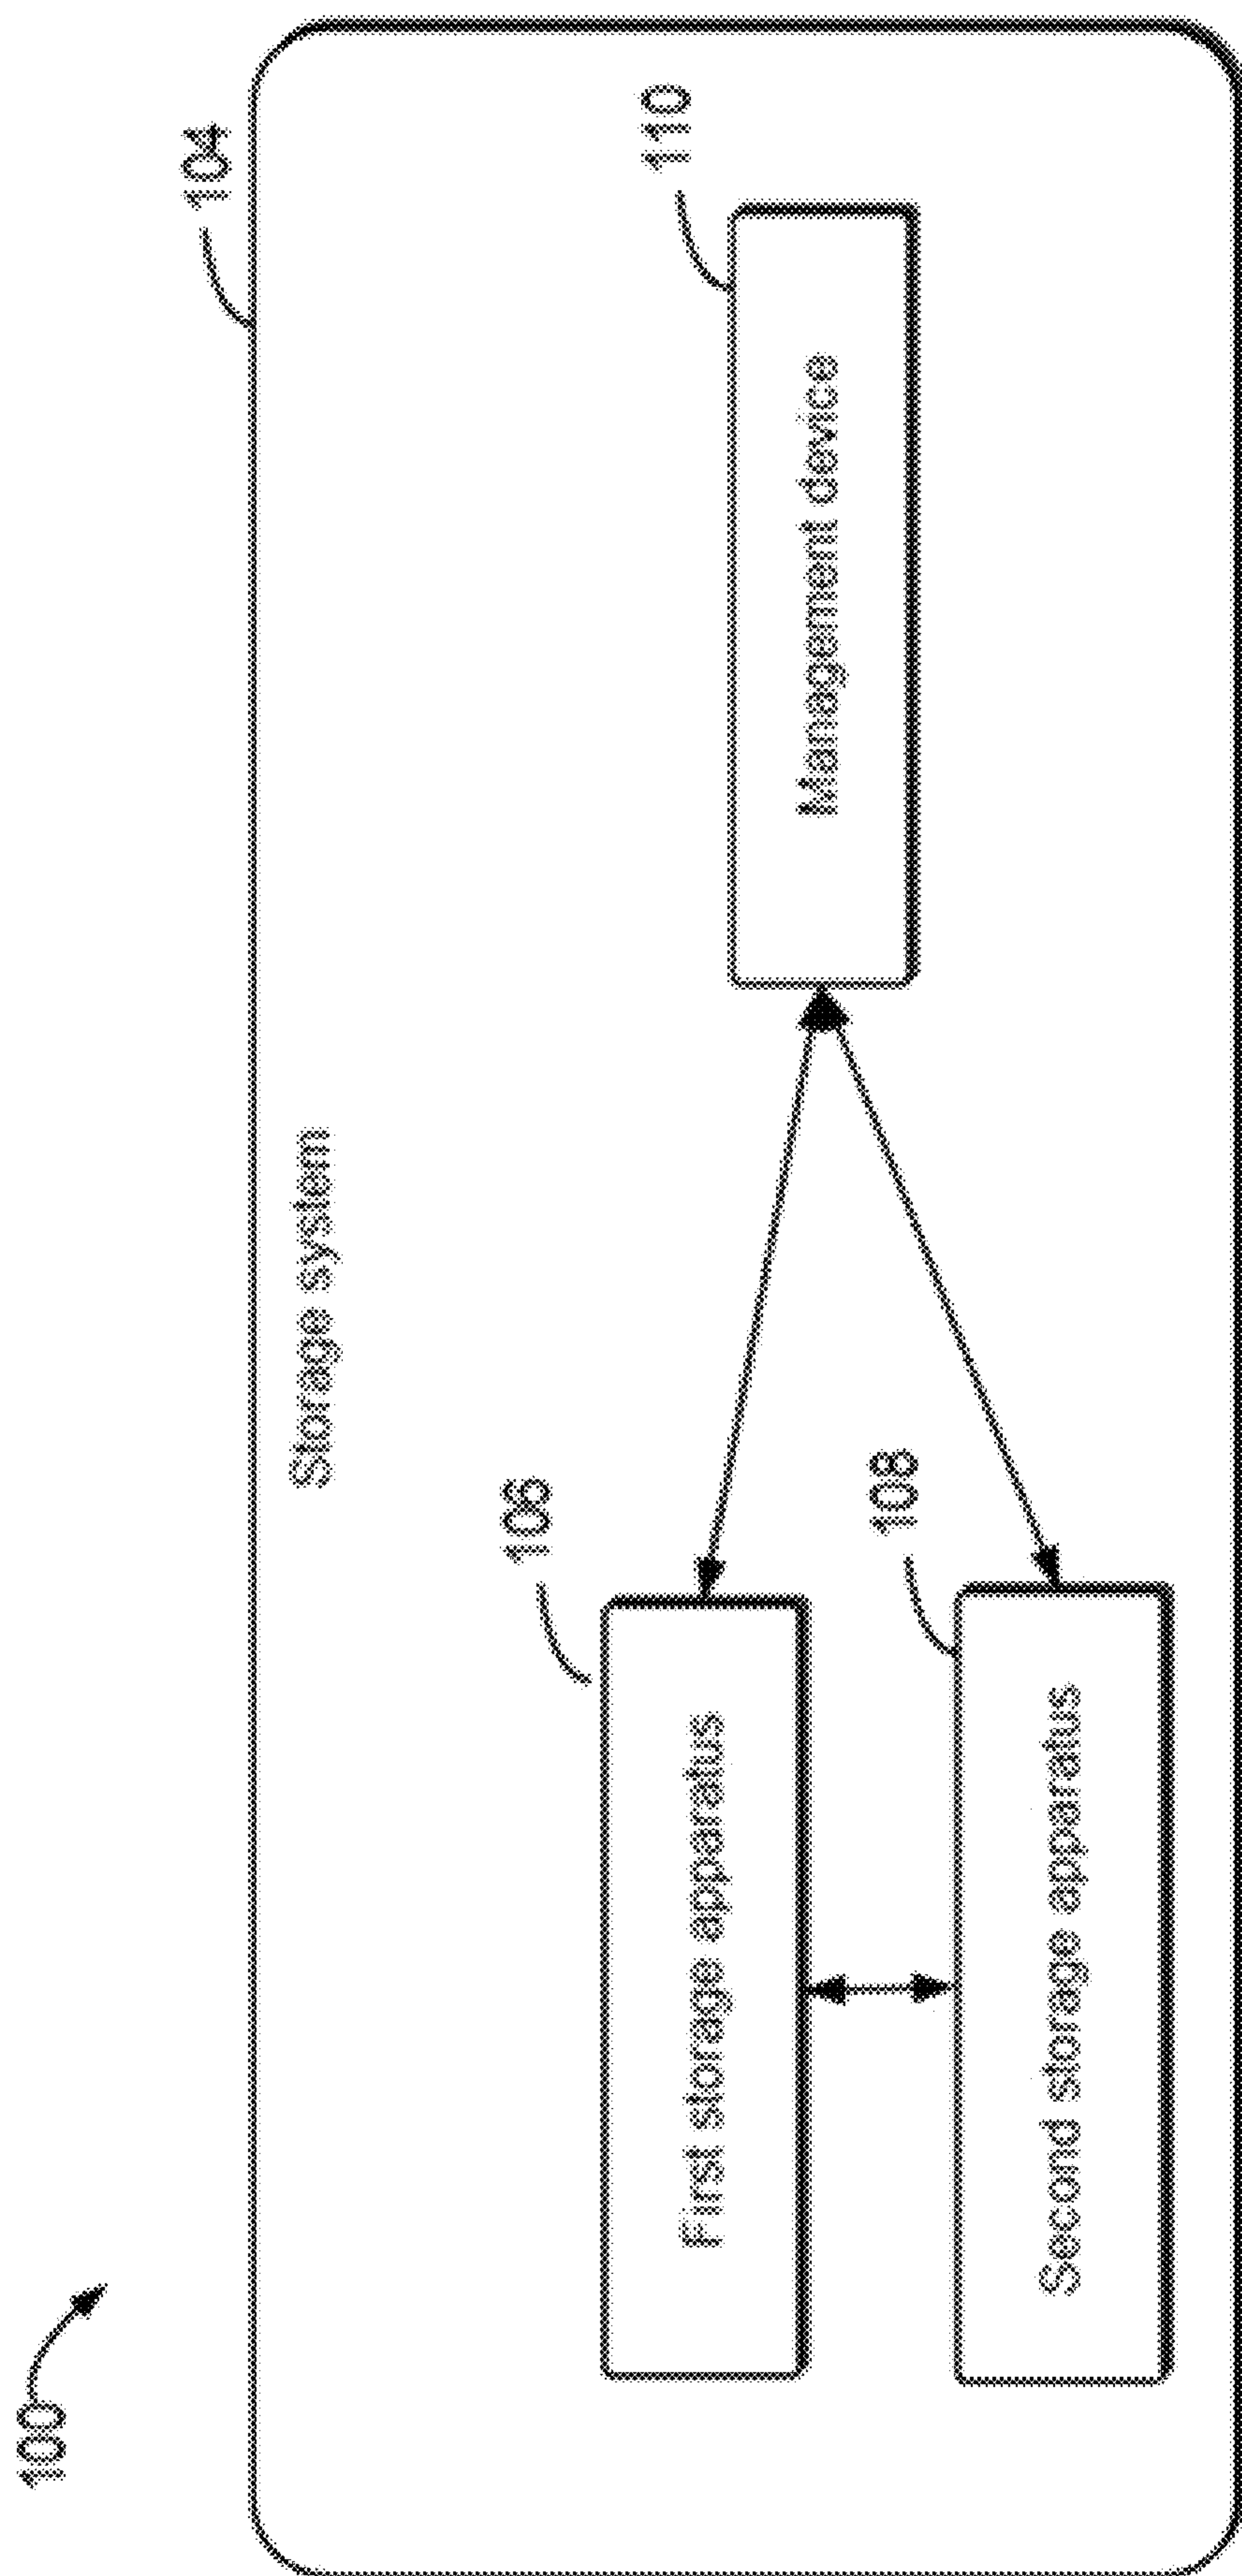 100
104
Storage system
106
First storage apparatus
110
Management device
108
Second storage apparatus